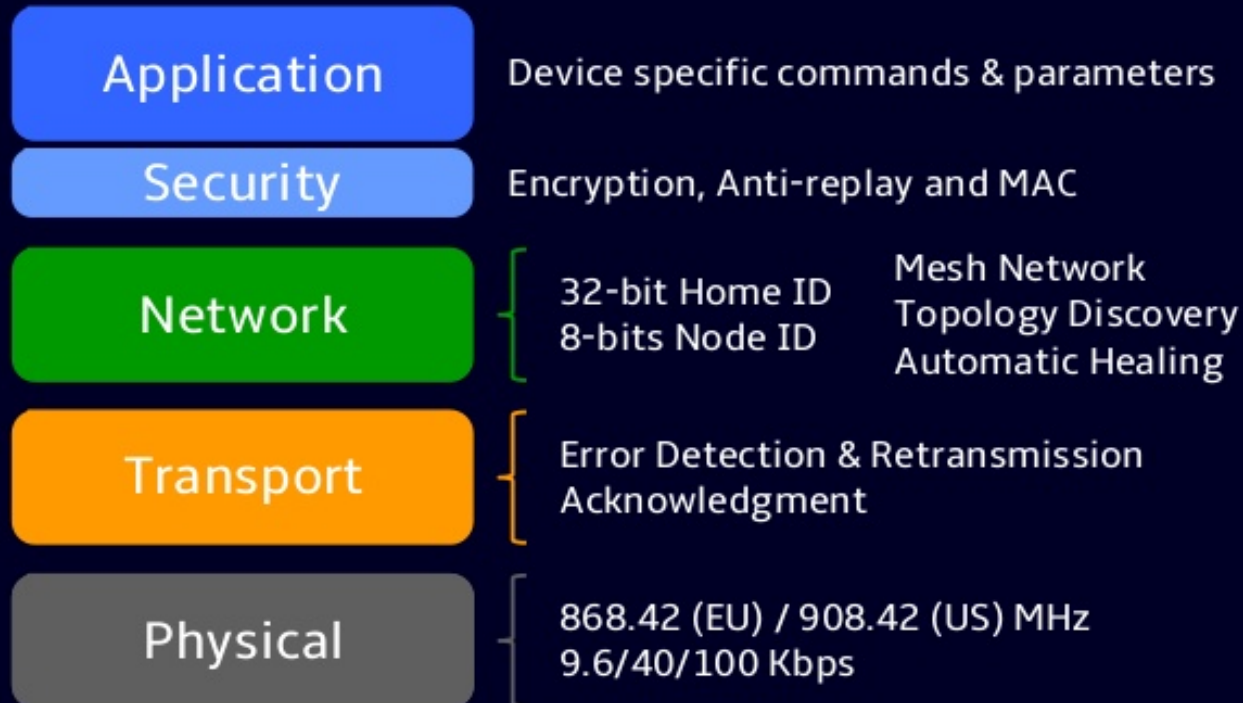 Application
Device specific commands & parameters
Security
Encryption, Anti-replay and MAC
Network
32-bit Home ID
8-bits Node ID
Mesh Network
Topology Discovery
Automatic Healing
Transport
Error Detection & Retransmission
Acknowledgment
Physical
868.42 (EU) / 908.42 (US) MHz
9.6/40/100 Kbps